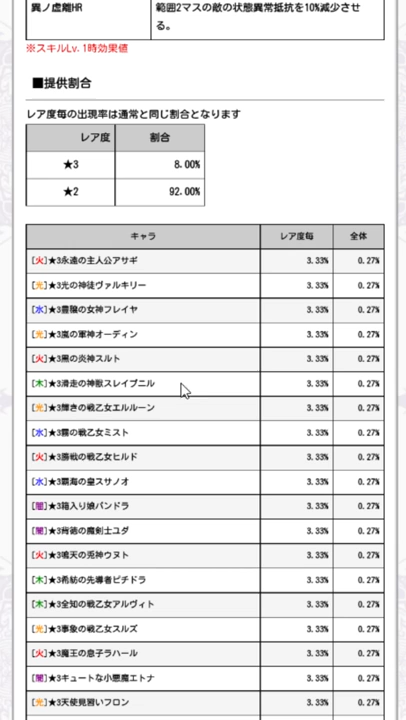 異ノ虚離HR
範囲2マスの敵の状態異常抵抗を10%減少させ
る。
※スキルLv.1時効果値
■提供割合
レア度毎の出現率は通常と同じ割合となります
レア度 割合
★3 8.00%
★2 92.00%
キャラ レア度毎 全体
[火]★3永遠の主人公アサギ 3.33% 0.27%
[光]★3光の神徒ヴァルキリー 3.33% 0.27%
[水]★3豊穣の女神フレイヤ 3.33% 0.27%
[光]★3嵐の軍神オーディン 3.33% 0.27%
[火]★3黒の炎神スルト 3.33% 0.27%
[木]★3滑走の神獣スレイプニル 3.33% 0.27%
[光]★3輝きの戦乙女エルルーン 3.33% 0.27%
[水]★3霧の戦乙女ミスト 3.33% 0.27%
[火]★3勝戦の戦乙女ヒルド 3.33% 0.27%
[水]★3覇海の皇スサノオ 3.33% 0.27%
[闇]★3箱入り娘パンドラ 3.33% 0.27%
[闇]★3背徳の魔剣士ユダ 3.33% 0.27%
[火]★3鳴天の兎神ウヌト 3.33% 0.27%
[木]★3希紡の先導者ピチドラ 3.33% 0.27%
[木]★3全知の戦乙女アルヴィト 3.33% 0.27%
[光]★3事象の戦乙女スルズ 3.33% 0.27%
[火]★3魔王の息子ラハール 3.33% 0.27%
[闇]★3キュートな小悪魔エトナ 3.33% 0.27%
[光]★3天使見習いフロン 3.33% 0.27%